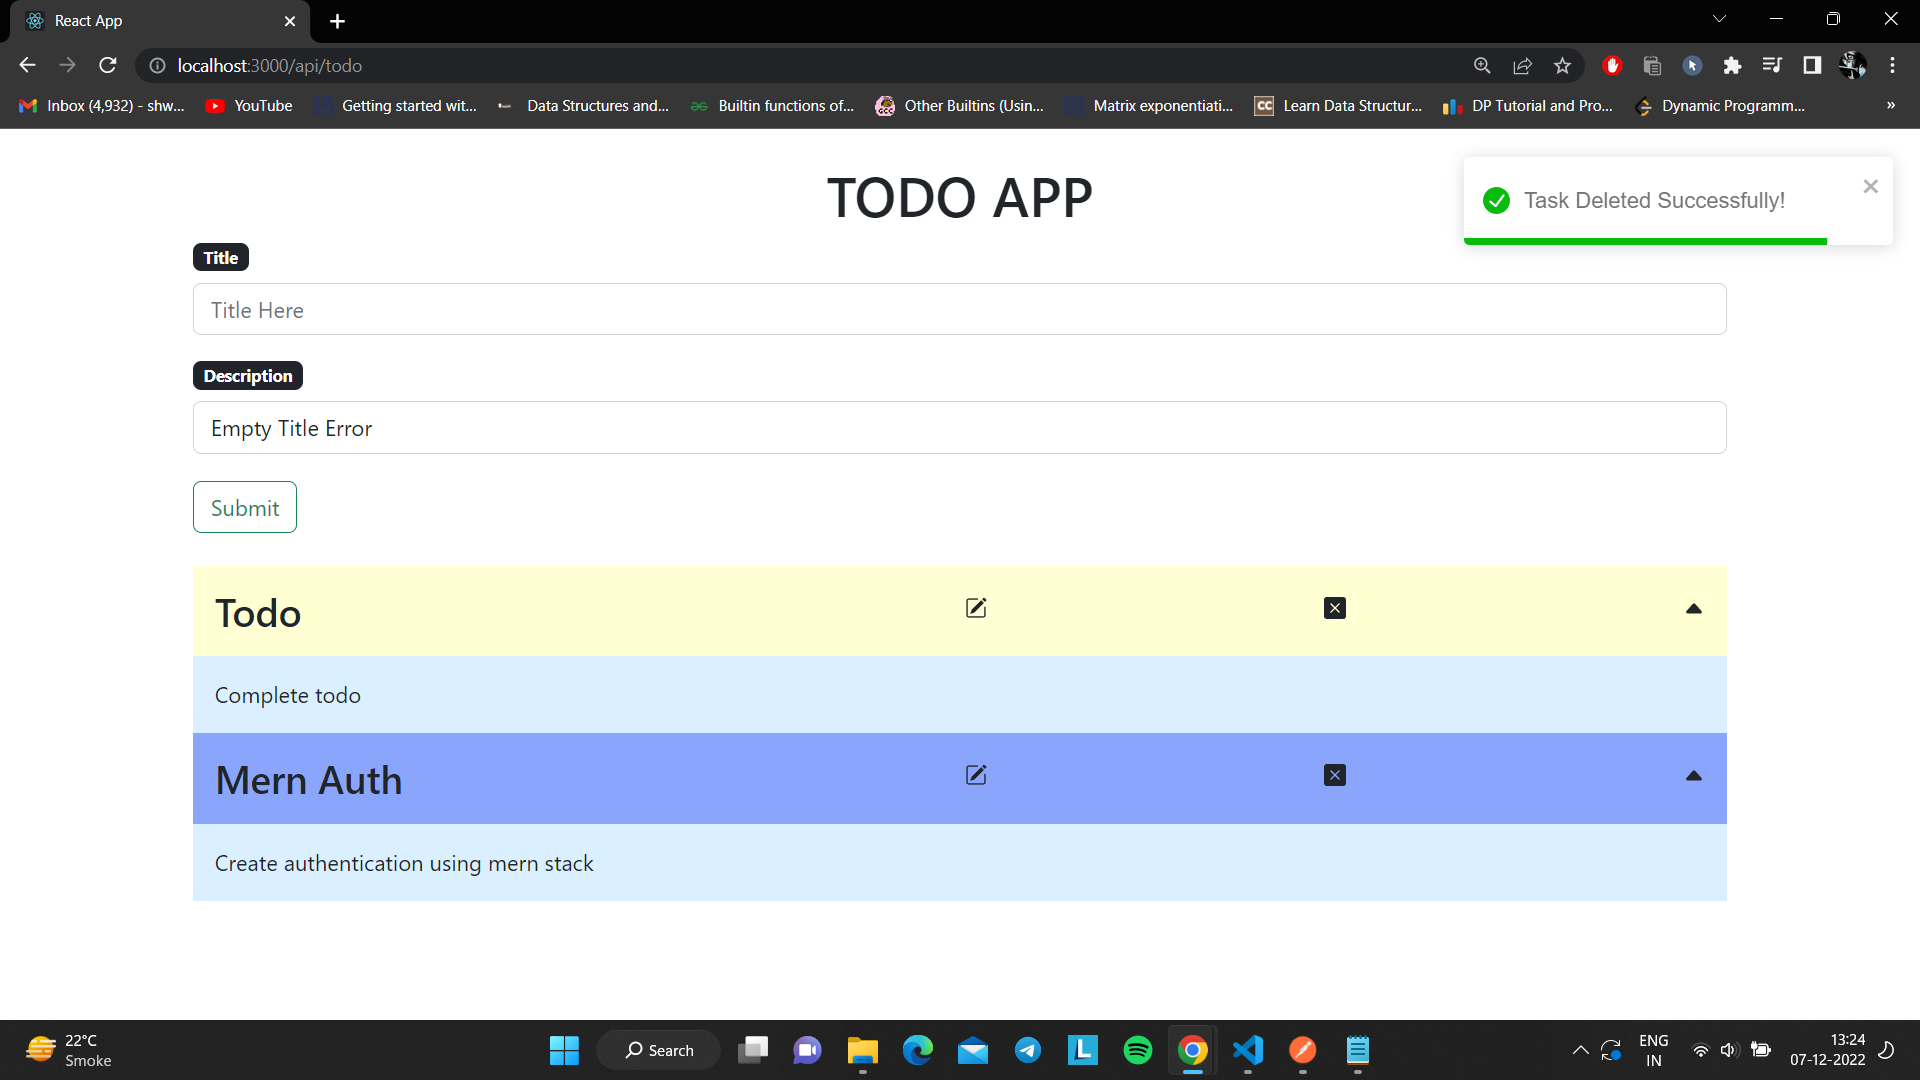 React App
localhost:3000/api/todo
Inbox (4,932) - shw... YouTube Getting started wit... Data Structures and... Builtin functions of... Other Builtins (Usin... Matrix exponentiati... CC Learn Data Structur... DP Tutorial and Pro... Dynamic Programm... »
TODO APP
Task Deleted Successfully!
Title
Title Here
Description
Empty Title Error
Submit
Todo
Complete todo
Mern Auth
Create authentication using mern stack
22°C
Smoke
Search
L
ENG
IN
13:24
07-12-2022